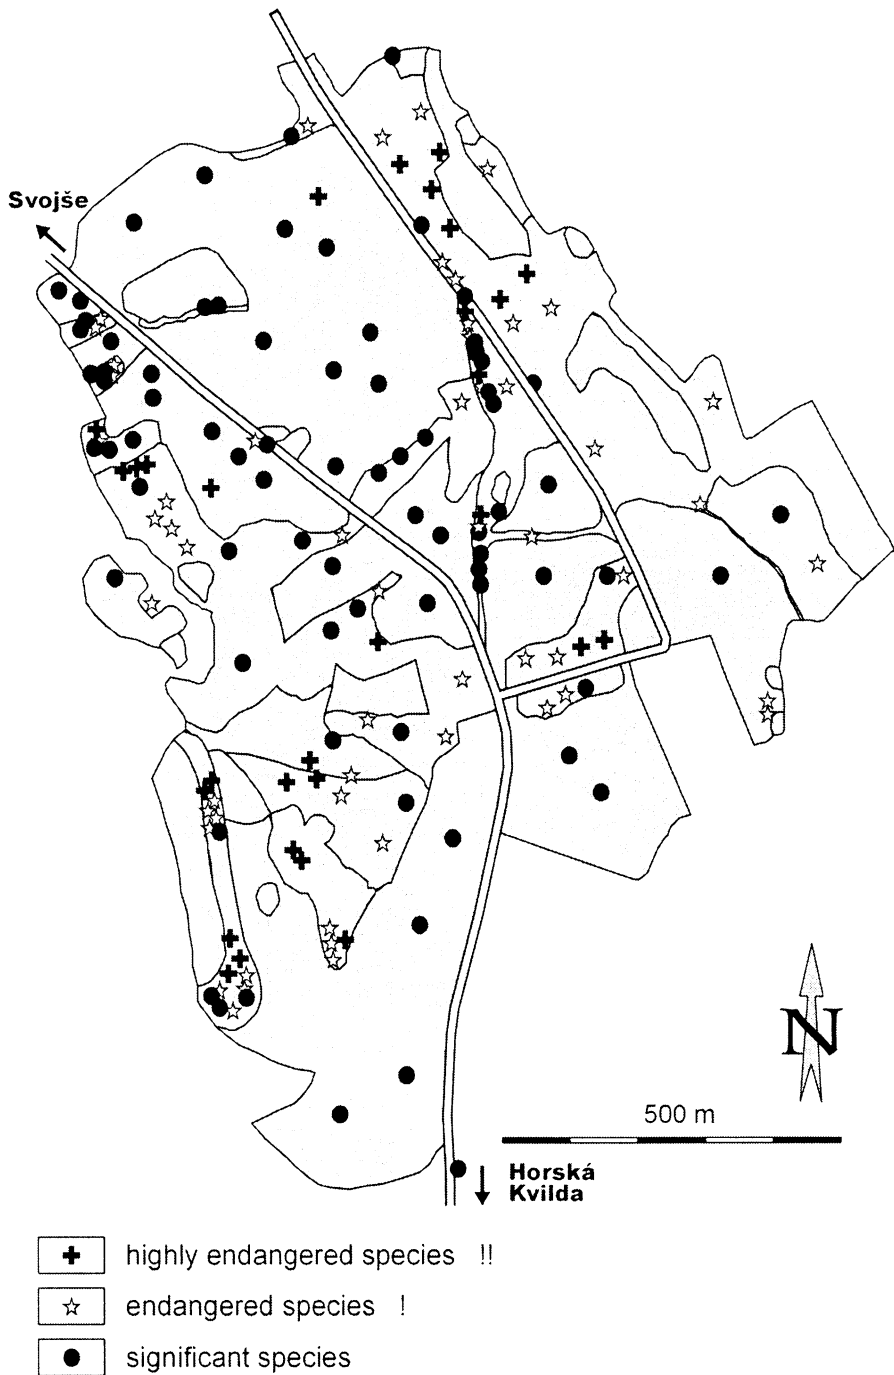 Svojše
N
500 m
Horská
Kvilda
highly endangered species !!
endangered species !
significant species